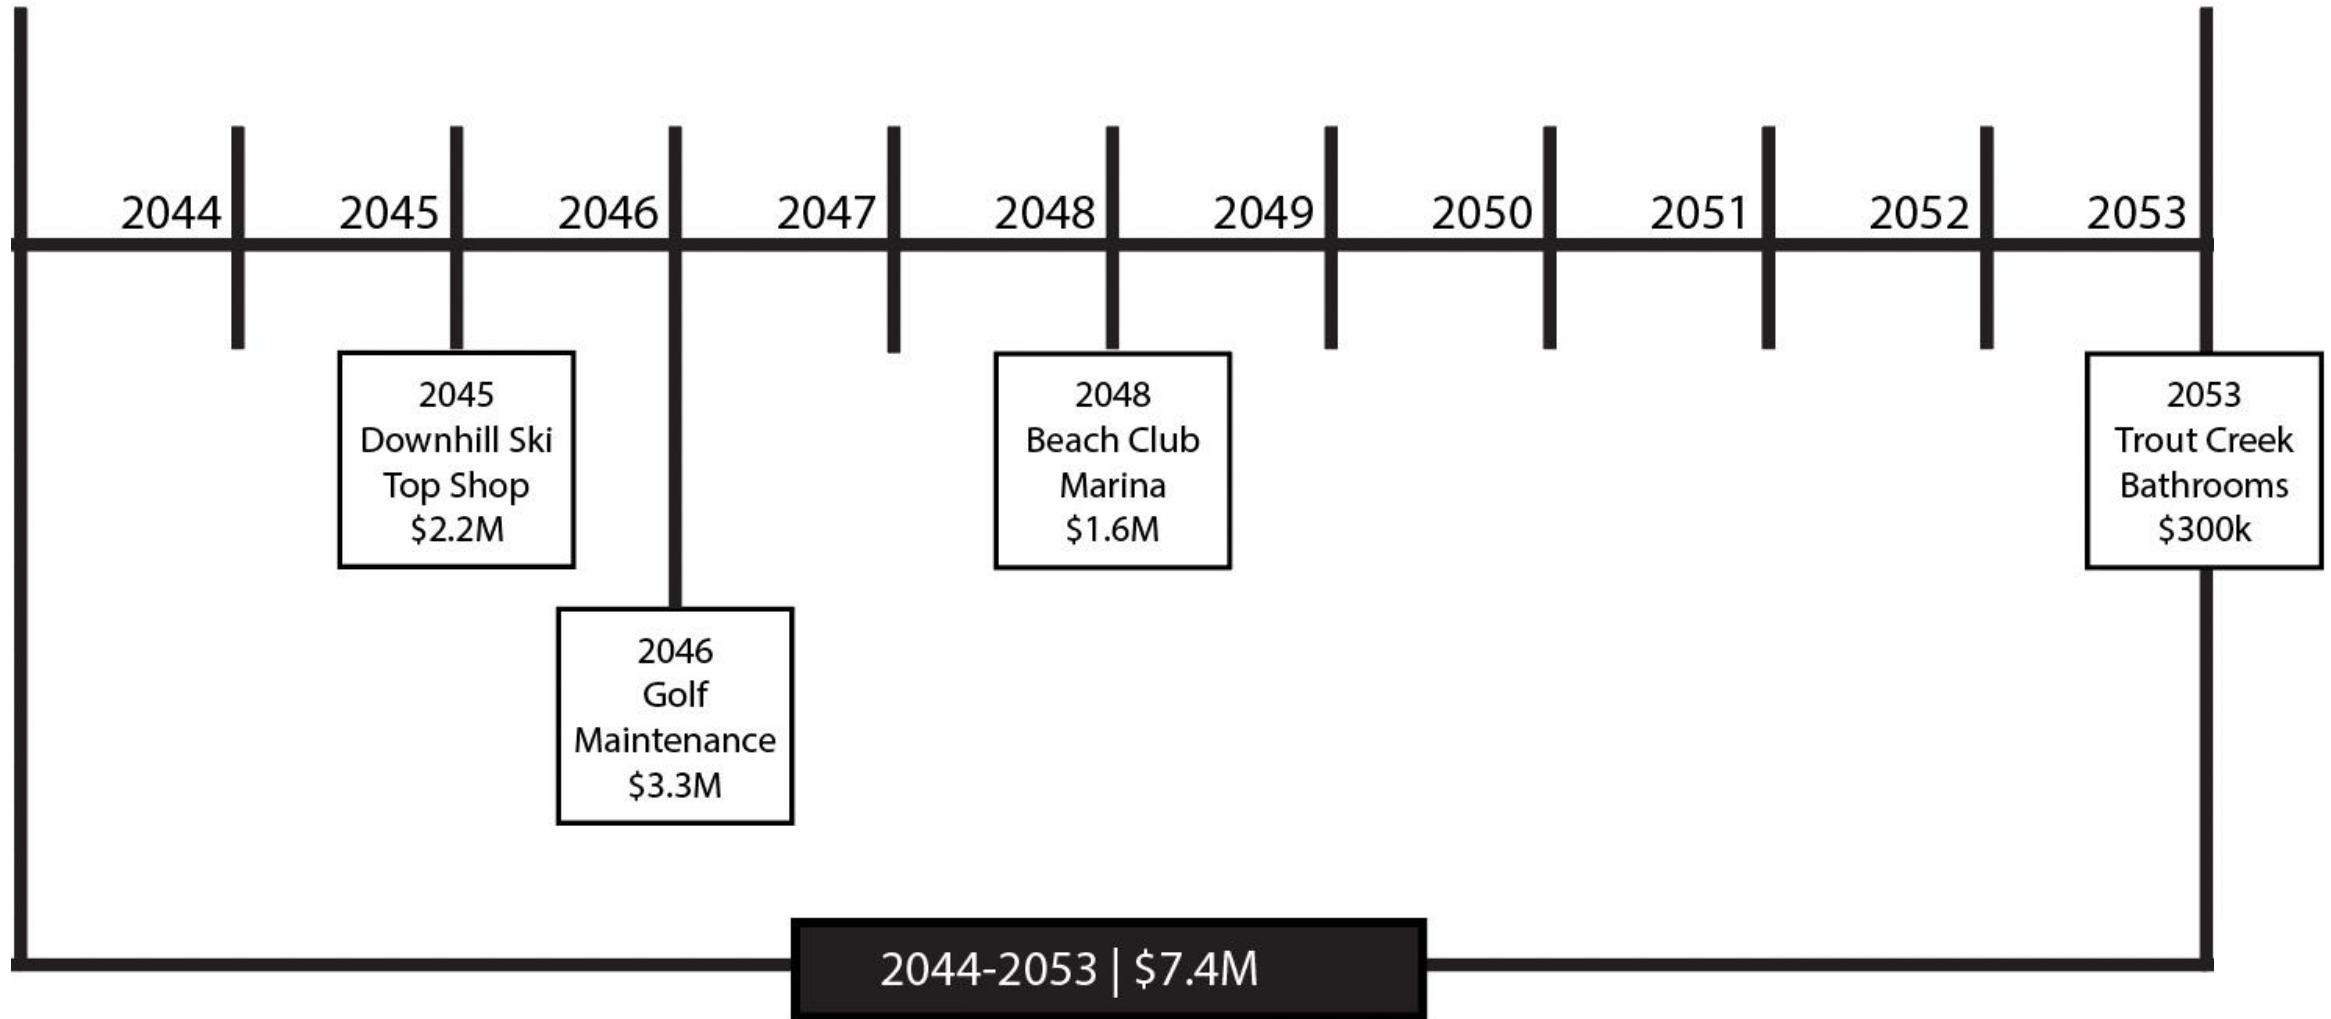 2044
2045
2046
2047
2048
2049
2050
2051
2052
2053
2045
Downhill Ski
Top Shop
$2.2M
2046
Golf
Maintenance
$3.3M
2048
Beach Club
Marina
$1.6M
2053
Trout Creek
Bathrooms
$300k
2044-2053 | $7.4M